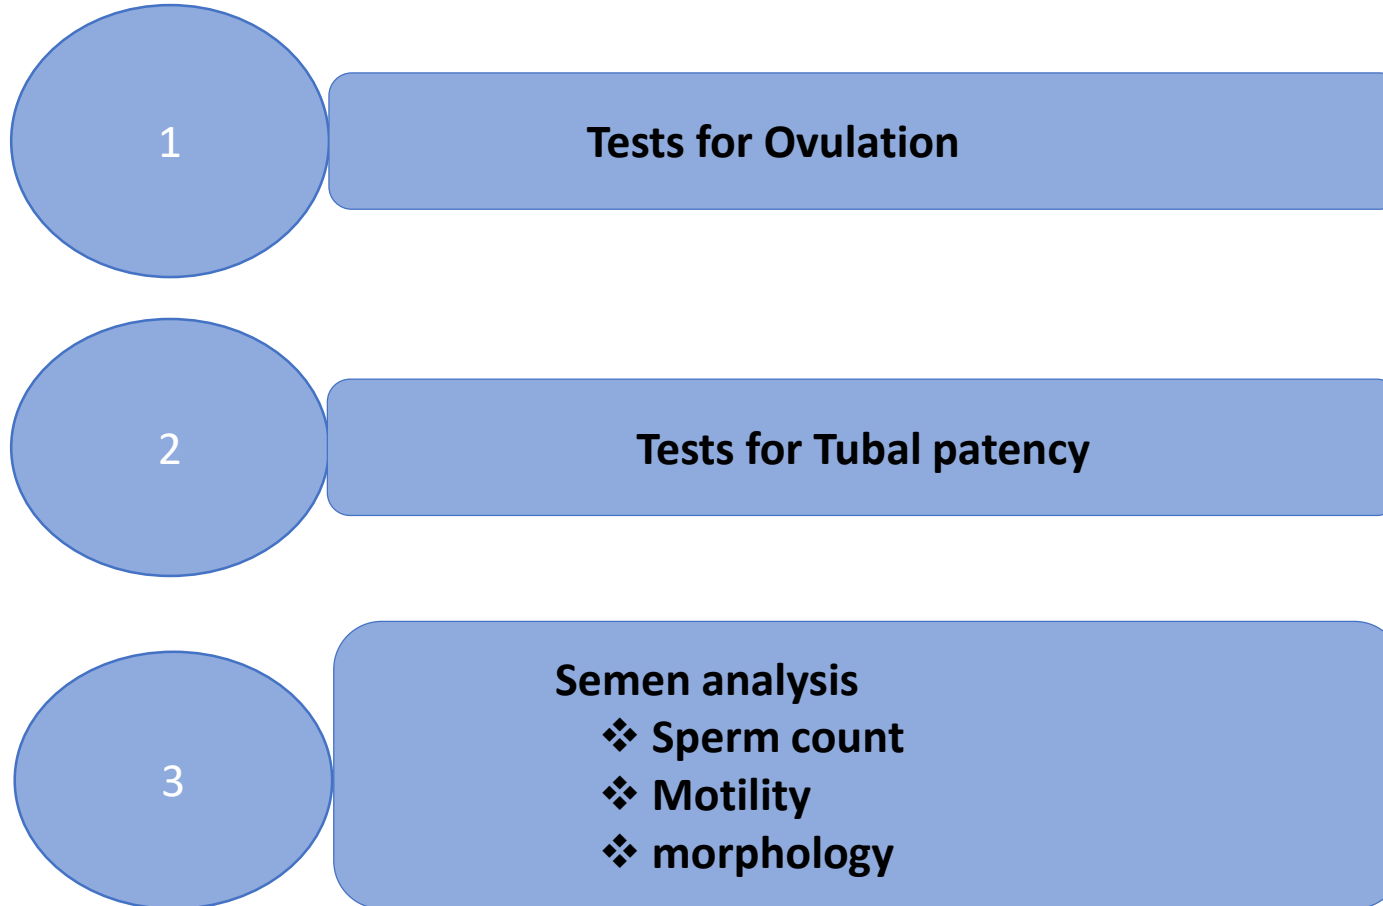 1
Tests for Ovulation
2
Tests for Tubal patency
3
Semen analysis
❖ Sperm count
❖ Motility
❖ morphology